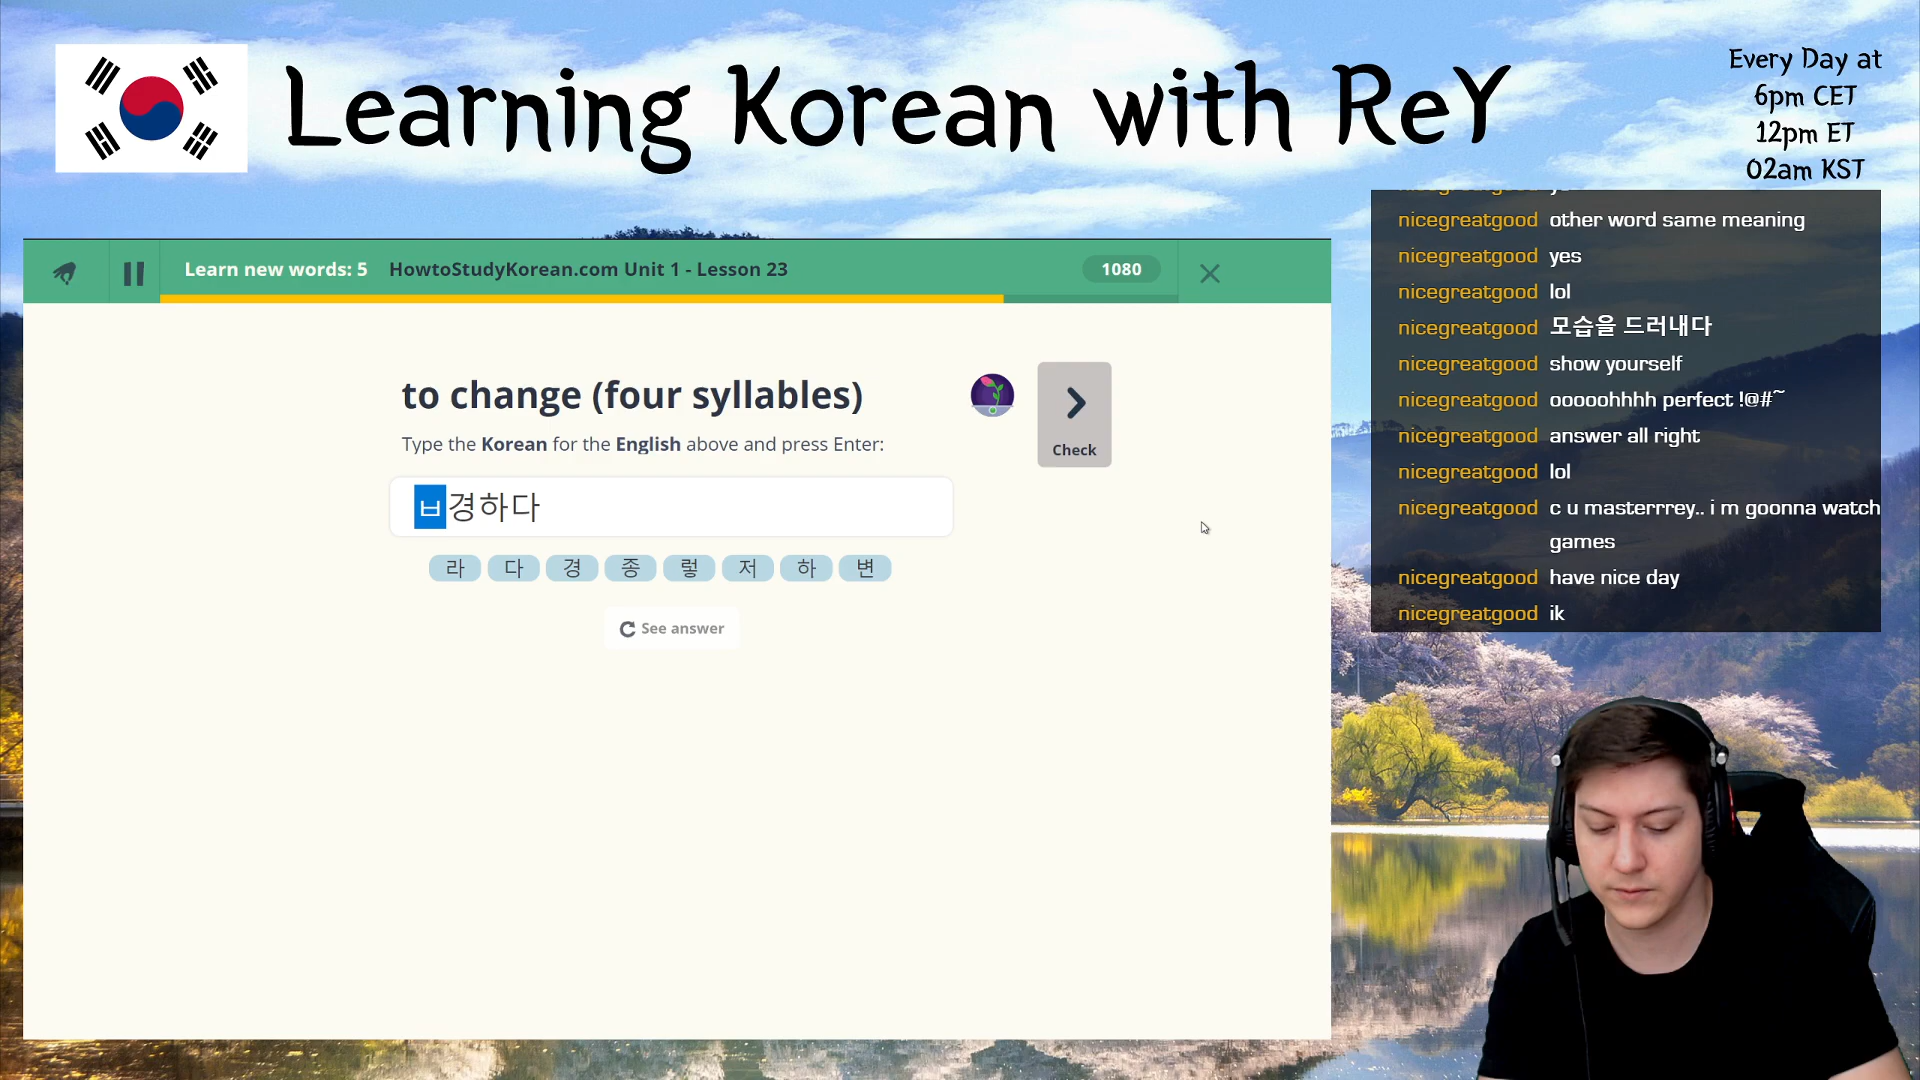 Learning Korean with ReY
Every Day at
6pm CET
12pm ET
02am KST
Learn new words: 5 HowtoStudyKorean.com Unit 1 - Lesson 23
1080
to change (four syllables)
Type the Korean for the English above and press Enter:
Check
ㅂ경하다
라 다 경 종 렇 저 하 변
See answer
nicegreatgood other word same meaning
nicegreatgood yes
nicegreatgood lol
nicegreatgood 모습을 드러내다
nicegreatgood show yourself
nicegreatgood ooooohhhh perfect !@#~
nicegreatgood answer all right
nicegreatgood lol
nicegreatgood c u masterrrey.. i m goonna watch
games
nicegreatgood have nice day
nicegreatgood ik